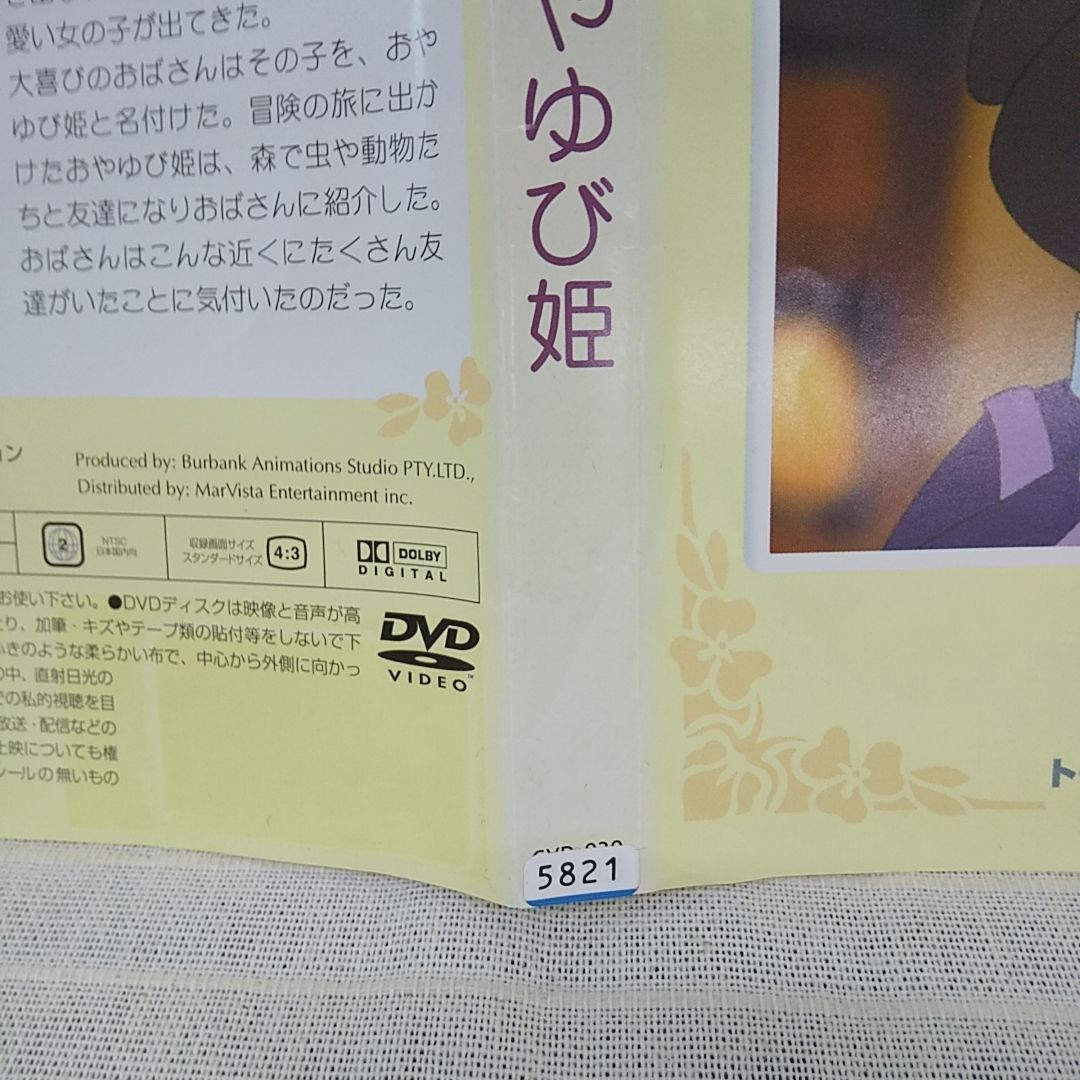 愛い女の子が出てきた。
大喜びのおばさんはその子を、おや
ゆび姫と名付けた。冒険の旅に出か
けたおやゆび姫は、森で虫や動物た
ちと友達になりおばさんに紹介した。
おばさんはこんな近くにたくさん友
達がいたことに気付いたのだった。
ョン
Produced by: Burbank Animations Studio PTY.LTD.,
Distributed by: MarVista Entertainment inc.
2
NTSC
日本国内向
収録画面サイズ
スタンダードサイズ
4:3
DOLBY
DIGITAL
お使い下さい。●DVDディスクは映像と音声が高
たり、加筆・キズやテープ類の貼付等をしないで下
ふきのような柔らかい布で、中心から外側に向かっ
の中、直射日光の
での私的視聴を目
放送・配信などの
上映についても権
シールの無いもの
DVD
VIDEO™
やゆび姫
5821
ト